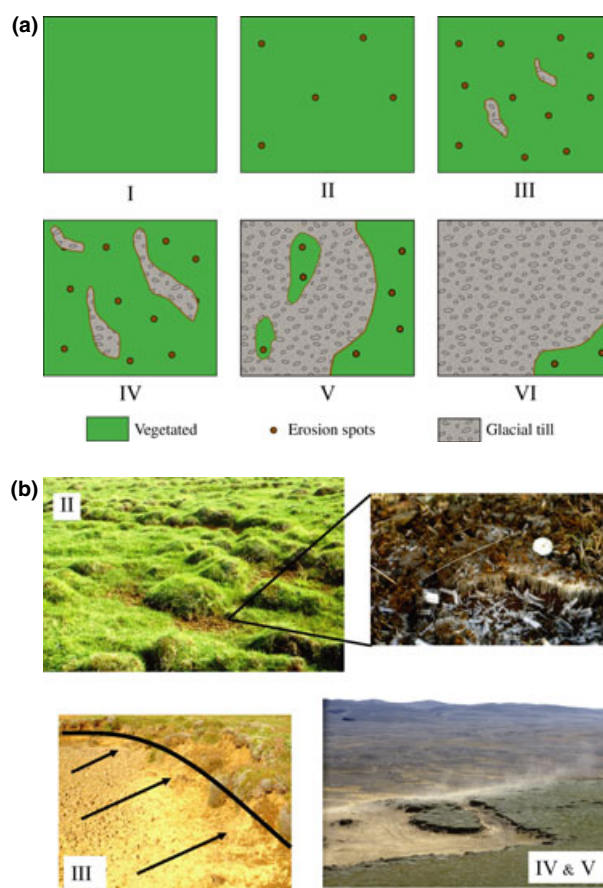 (a)
I II III
IV V VI
Vegetated Erosion spots Glacial till
(b)
II
III
IV & V